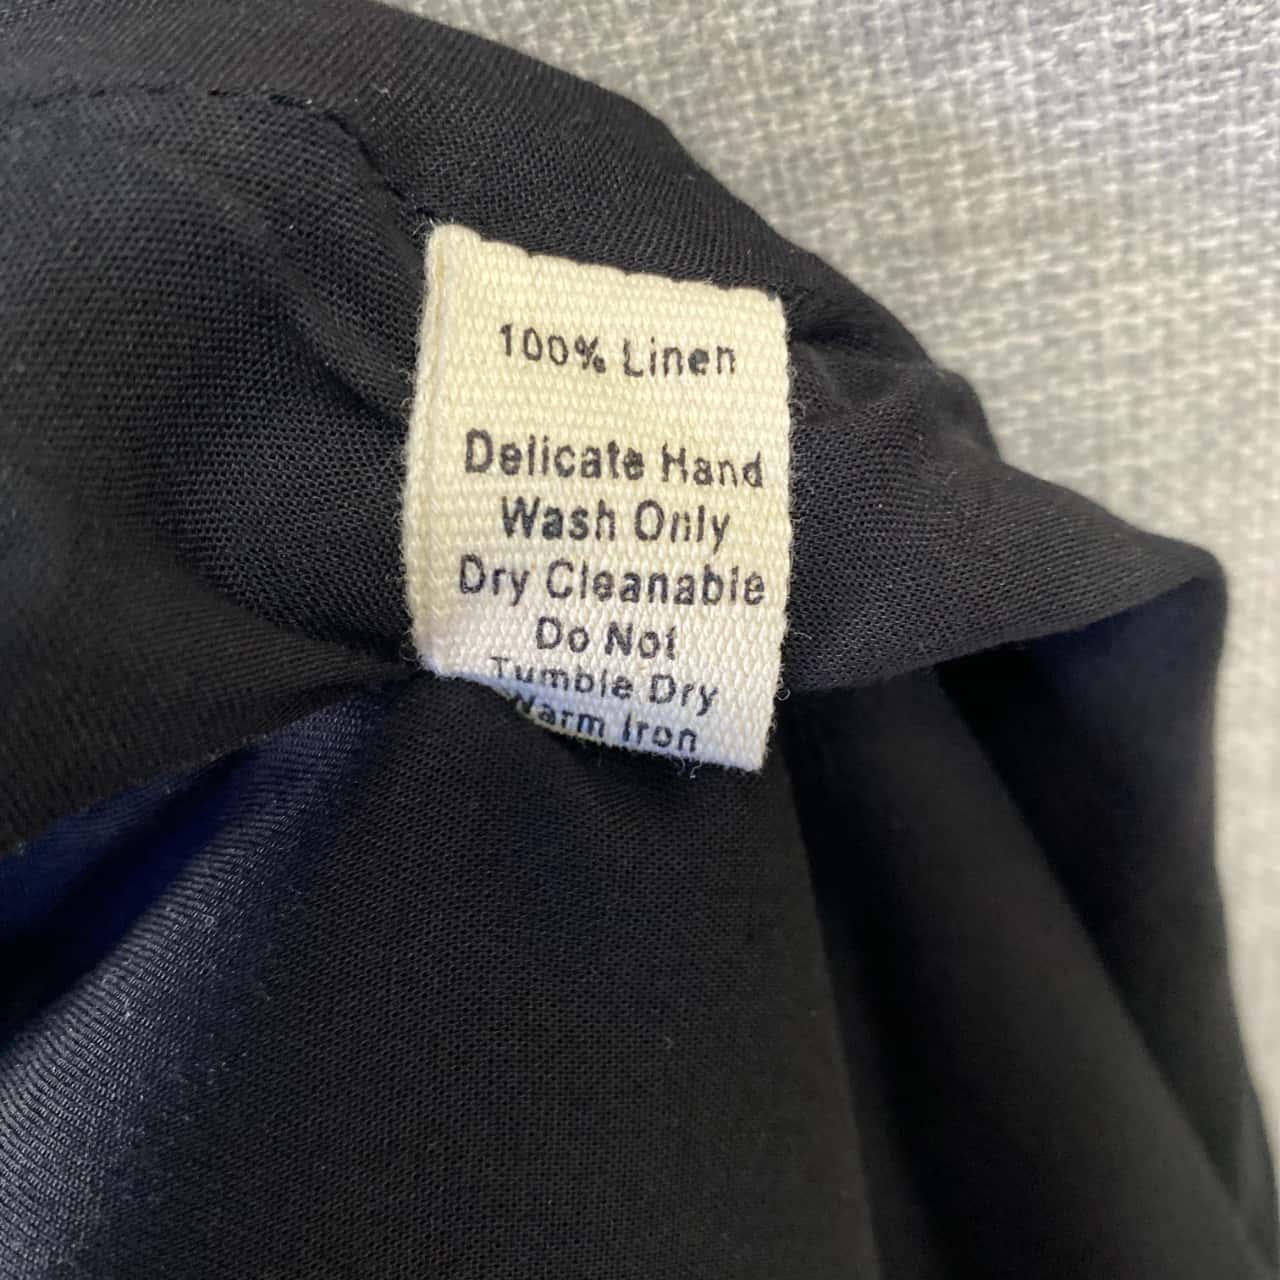 100% Linen
Delicate Hand
Wash Only
Dry Cleanable
Do Not
Tumble Dry
Warm Iron